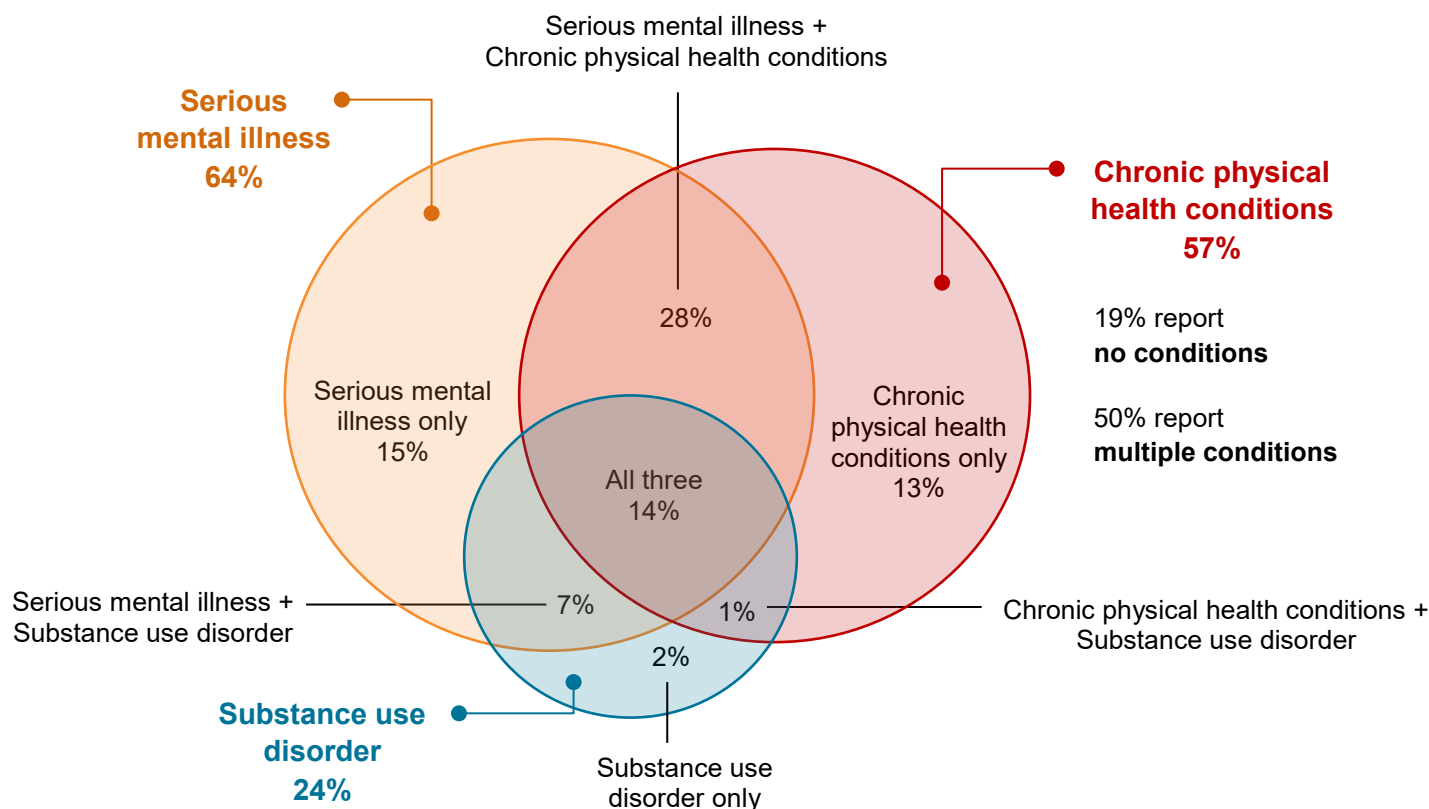 Serious mental illness +
Chronic physical health conditions
Serious
mental illness
64%
Chronic physical
health conditions
57%
19% report
no conditions
50% report
multiple conditions
28%
Serious mental
illness only
15%
Chronic
physical health
conditions only
13%
All three
14%
Serious mental illness +
Substance use disorder
7%
1%
Chronic physical health conditions +
Substance use disorder
2%
Substance use
disorder
24%
Substance use
disorder only